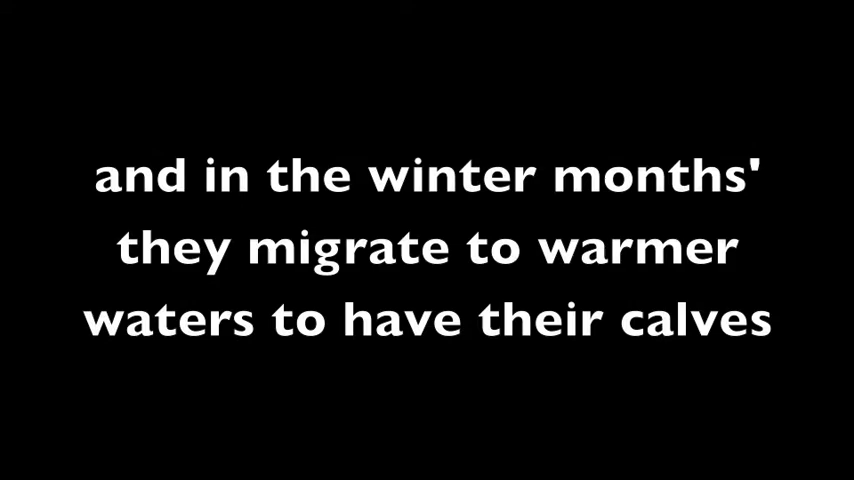 and in the winter months'
they migrate to warmer
waters to have their calves